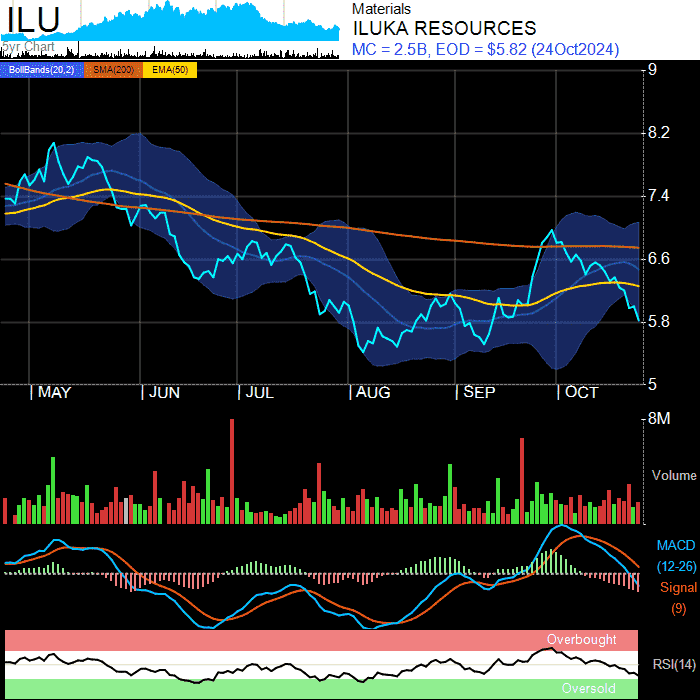 ILU
5yr Chart
Materials
ILUKA RESOURCES
MC = 2.5B, EOD = $5.82 (24Oct2024)
BollBands(20,2) SMA(200) EMA(50)
9
8.2
7.4
6.6
5.8
5
MAY JUN JUL AUG SEP OCT
8M
Volume
MACD
(12-26)
Signal
(9)
Overbought
RSI(14)
Oversold